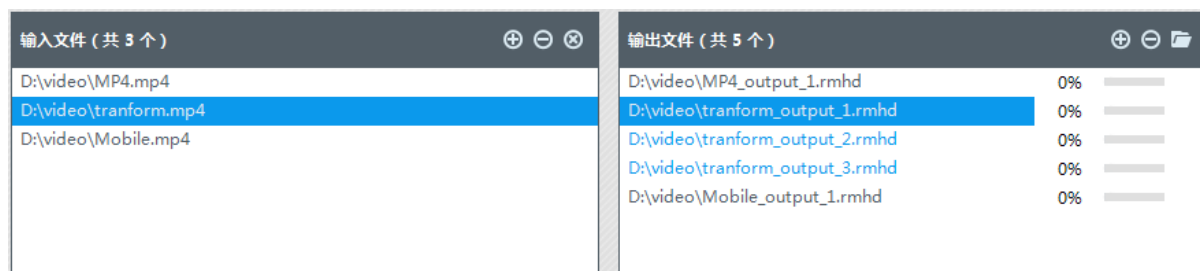 输入文件 ( 共 3 个 )
D:\video\MP4.mp4
D:\video\tranform.mp4
D:\video\Mobile.mp4
输出文件 ( 共 5 个 )
D:\video\MP4_output_1.rmhd 0%
D:\video\tranform_output_1.rmhd 0%
D:\video\tranform_output_2.rmhd 0%
D:\video\tranform_output_3.rmhd 0%
D:\video\Mobile_output_1.rmhd 0%